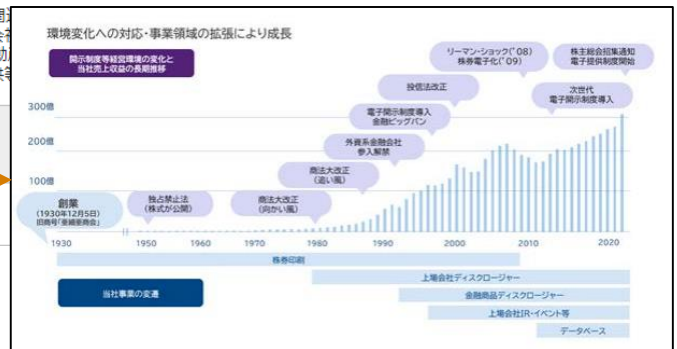 環境変化への対応・事業領域の拡張により成長
開示制度等経営環境の変化と
当社売上収益の長期推移
リーマン・ショック('08)
株券電子化('09)
株主総会招集通知
電子提供制度開始
投信法改正
次世代
電子開示制度導入
電子開示制度導入
金融ビッグバン
外資系金融会社
参入解禁
商法大改正
(追い風)
商法大改正
(向かい風)
独占禁止法
(株式が公開)
創業
(1930年12月5日)
300億
200億
100億
1930
1950
1960
1970
1980
1990
2000
2010
2020
株券印刷
上場会社ディスクロージャー
当社事業の変遷
金融商品ディスクロージャー
上場会社IR・イベント等
データベース